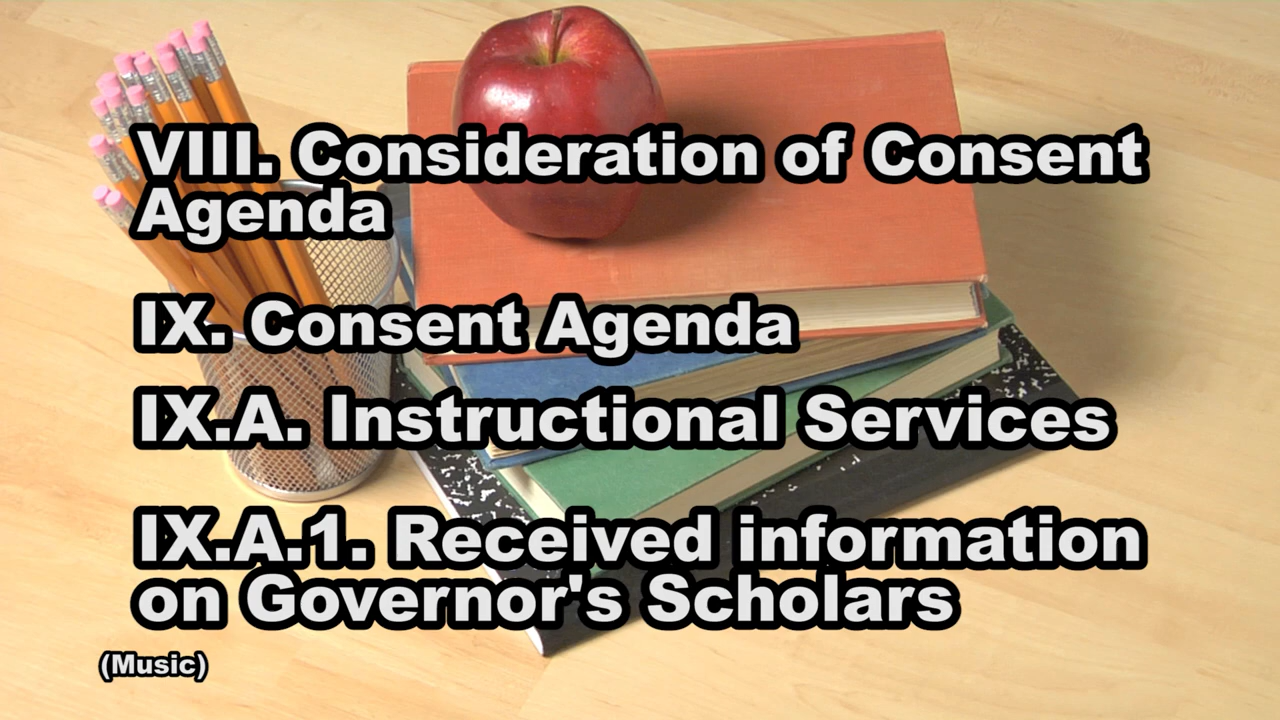 VIII. Consideration of Consent
Agenda
IX. Consent Agenda
IX.A. Instructional Services
IX.A.1. Received information
on Governor's Scholars
(Music)